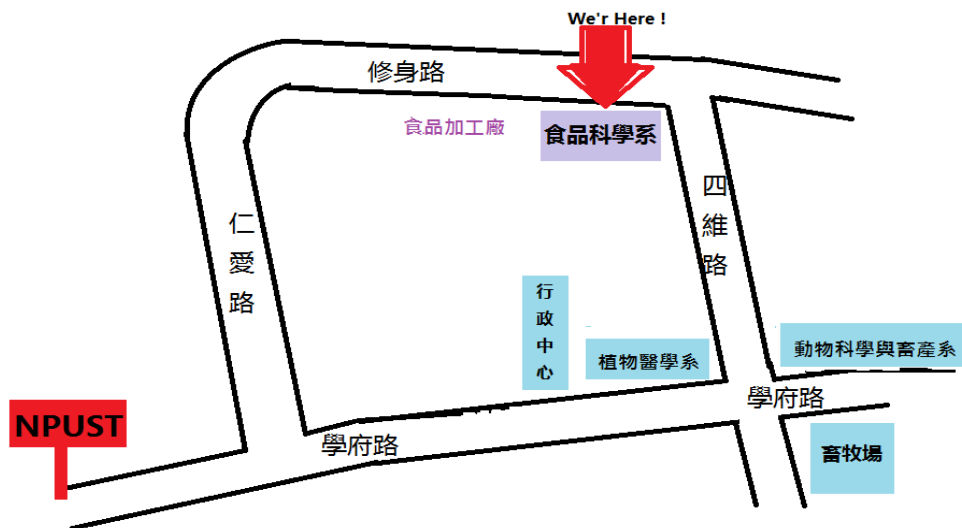 We'r Here !
修身路
食品加工廠
食品科學系
四維路
仁愛路
行政中心
植物醫學系
動物科學與畜產系
學府路
NPUST
學府路
畜牧場